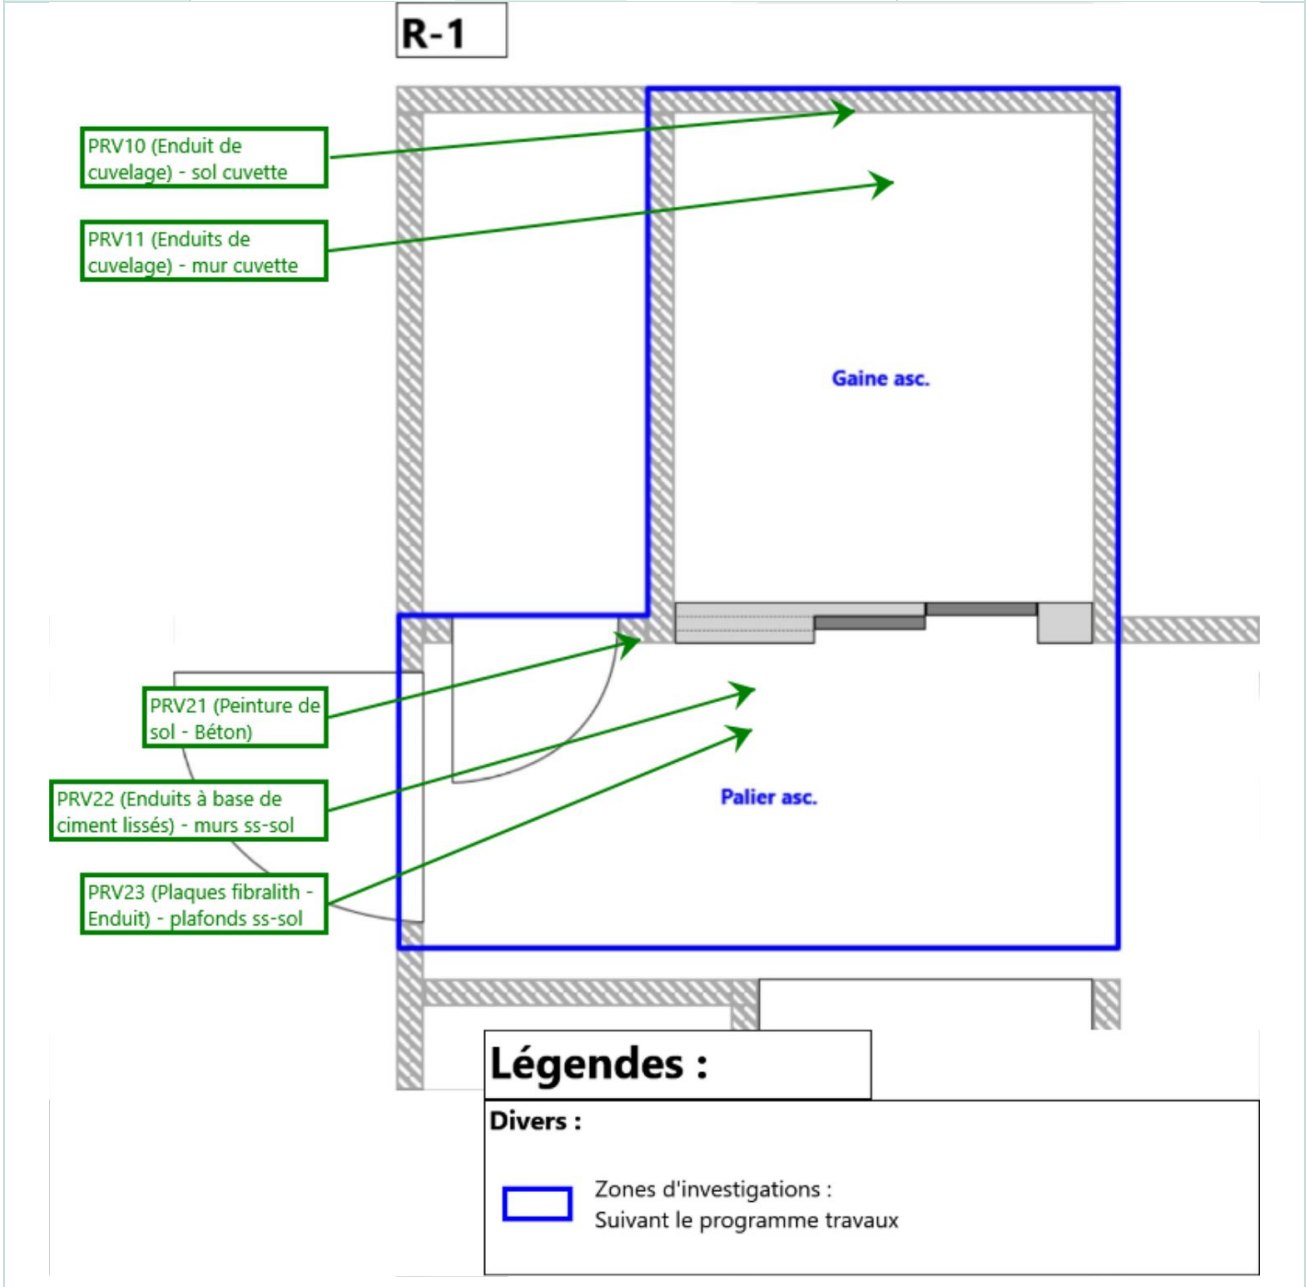 R-1
PRV10 (Enduit de
cuvelage) - sol cuvette
PRV11 (Enduits de
cuvelage) - mur cuvette
Gaine asc.
PRV21 (Peinture de
sol - Béton)
PRV22 (Enduits à base de
ciment lissés) - murs ss-sol
Palier asc.
PRV23 (Plaques fibralith -
Enduit) - plafonds ss-sol
Légendes :
Divers :
Zones d'investigations :
Suivant le programme travaux